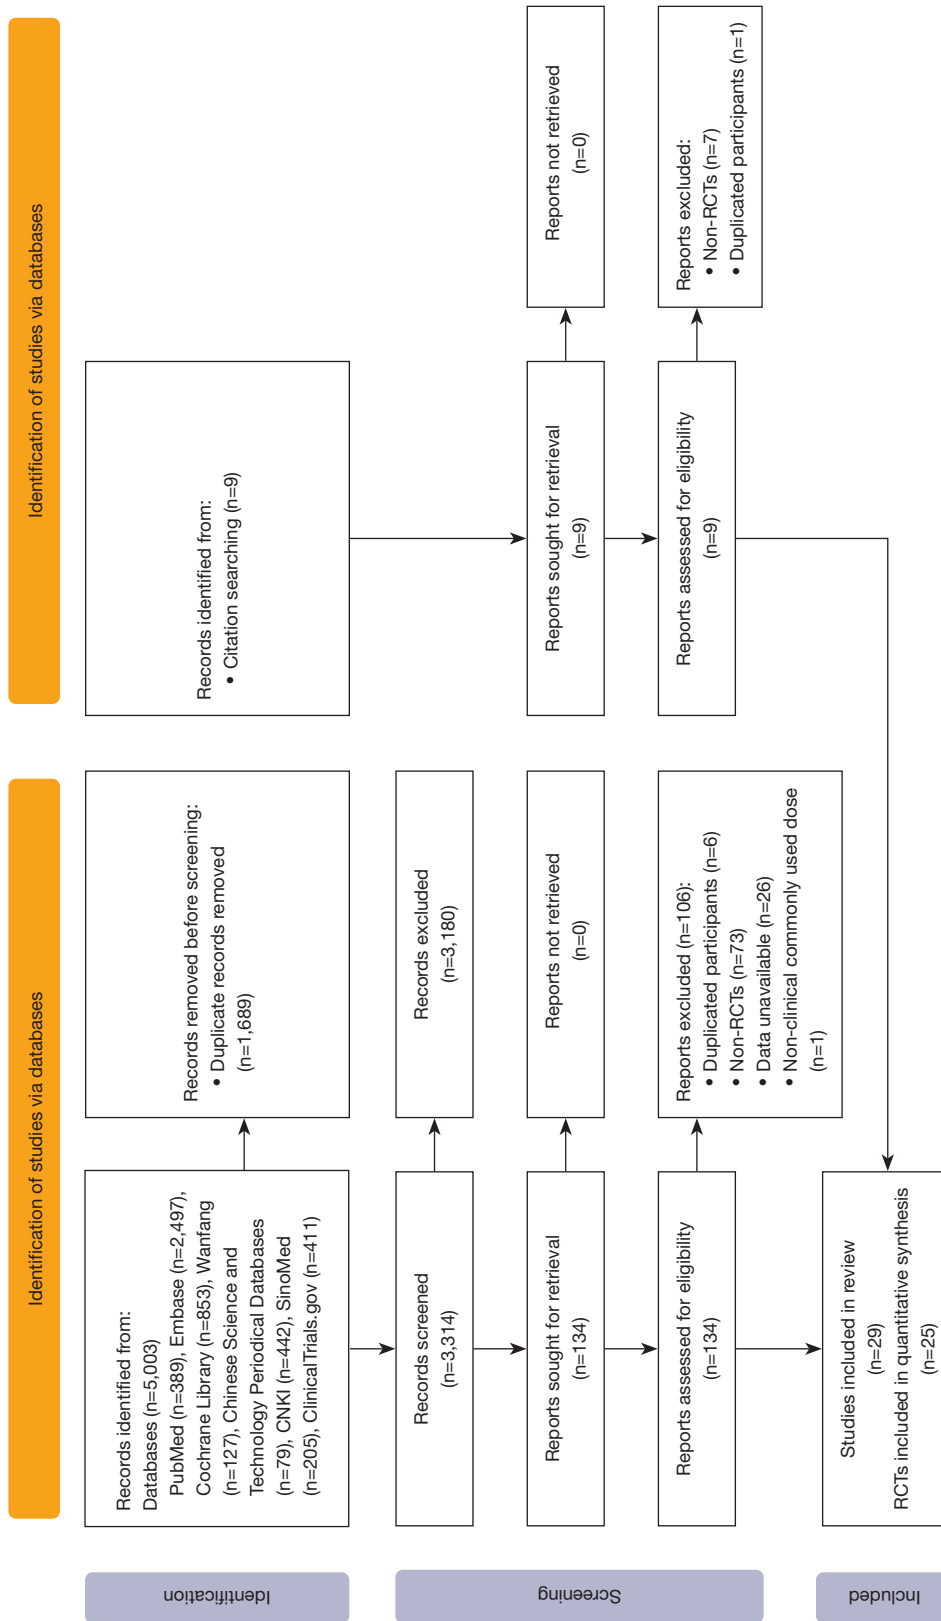 Identification of studies via databases
Identification of studies via databases
Identification
Records identified from:
Databases (n=5,003)
PubMed (n=389), Embase (n=2,497),
Cochrane Library (n=853), Wanfang
(n=127), Chinese Science and
Technology Periodical Databases
(n=79), CNKI (n=442), SinoMed
(n=205), ClinicalTrials.gov (n=411)
Records removed before screening:
• Duplicate records removed
(n=1,689)
Records identified from:
• Citation searching (n=9)
Screening
Records screened
(n=3,314)
Records excluded
(n=3,180)
Reports sought for retrieval
(n=134)
Reports not retrieved
(n=0)
Reports sought for retrieval
(n=9)
Reports not retrieved
(n=0)
Reports assessed for eligibility
(n=134)
Reports excluded (n=106):
• Duplicated participants (n=6)
• Non-RCTs (n=73)
• Data unavailable (n=26)
• Non-clinical commonly used dose
(n=1)
Reports assessed for eligibility
(n=9)
Reports excluded:
• Non-RCTs (n=7)
• Duplicated participants (n=1)
Included
Studies included in review
(n=29)
RCTs included in quantitative synthesis
(n=25)